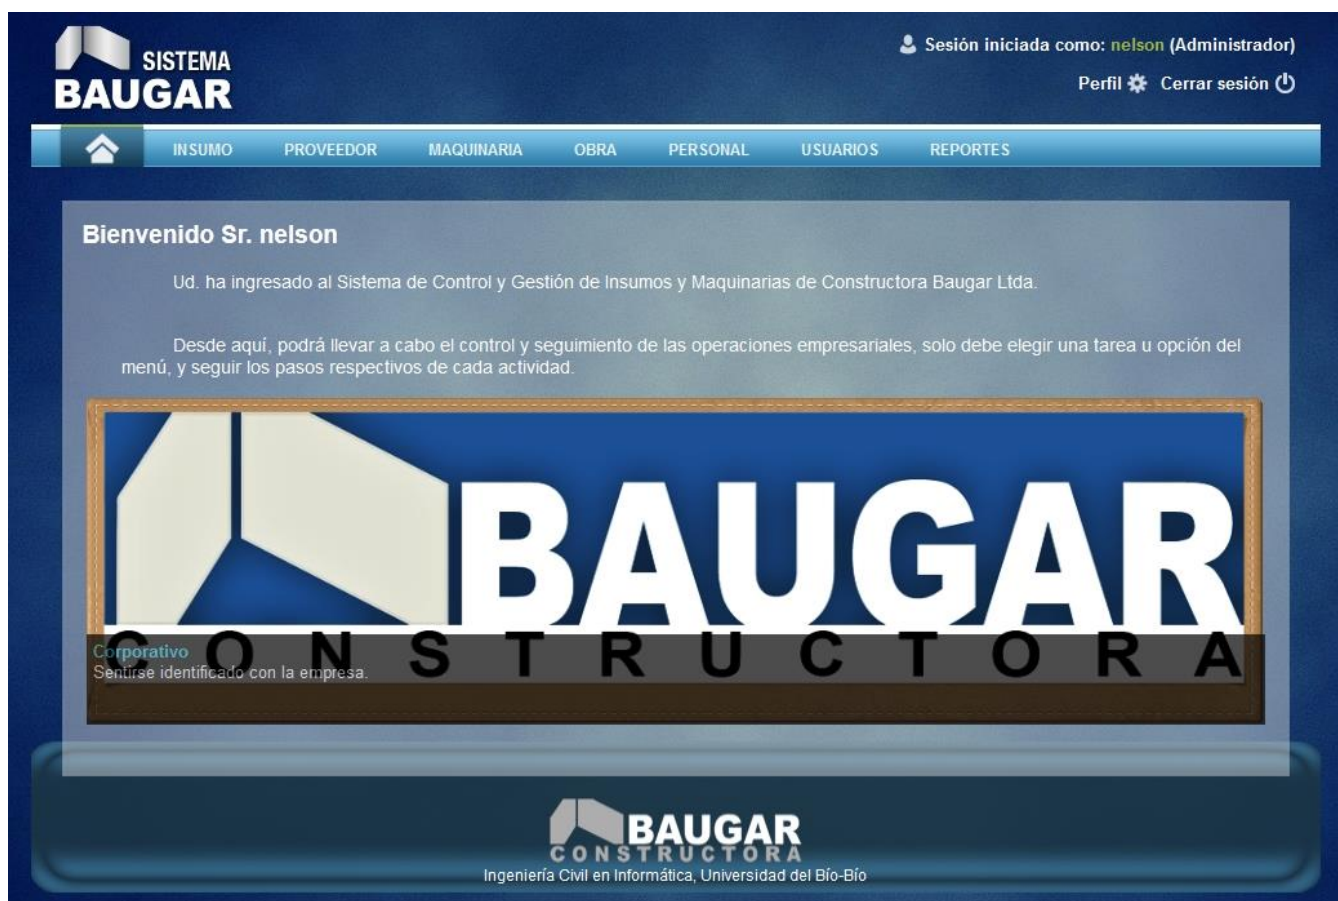 SISTEMA
BAUGAR
Sesión iniciada como: nelson (Administrador)
Perfil Cerrar sesión
INSUMO PROVEEDOR MAQUINARIA OBRA PERSONAL USUARIOS REPORTES
Bienvenido Sr. nelson
Ud. ha ingresado al Sistema de Control y Gestión de Insumos y Maquinarias de Constructora Baugar Ltda.
Desde aquí, podrá llevar a cabo el control y seguimiento de las operaciones empresariales, solo debe elegir una tarea u opción del
menú, y seguir los pasos respectivos de cada actividad.
BAUGAR
CONSTRUCTORA
Corporativo
Sentirse identificado con la empresa.
BAUGAR
CONSTRUCTORA
Ingeniería Civil en Informática, Universidad del Bío-Bío